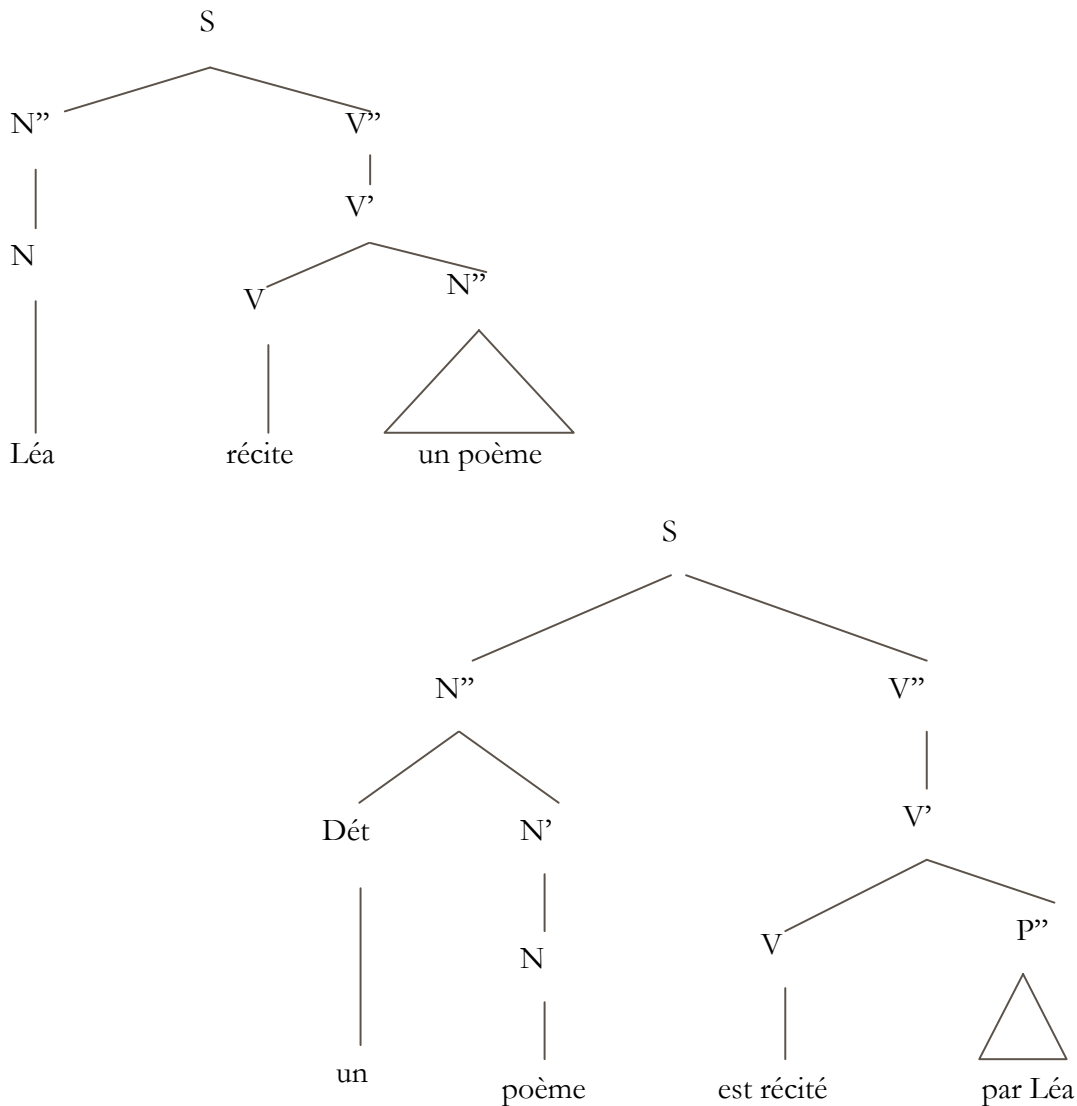 S
N” V”
V’
N
V N”
Léa récite un poème
S
N” V”
Dét N’ V’
N V P”
un poème est récité par Léa